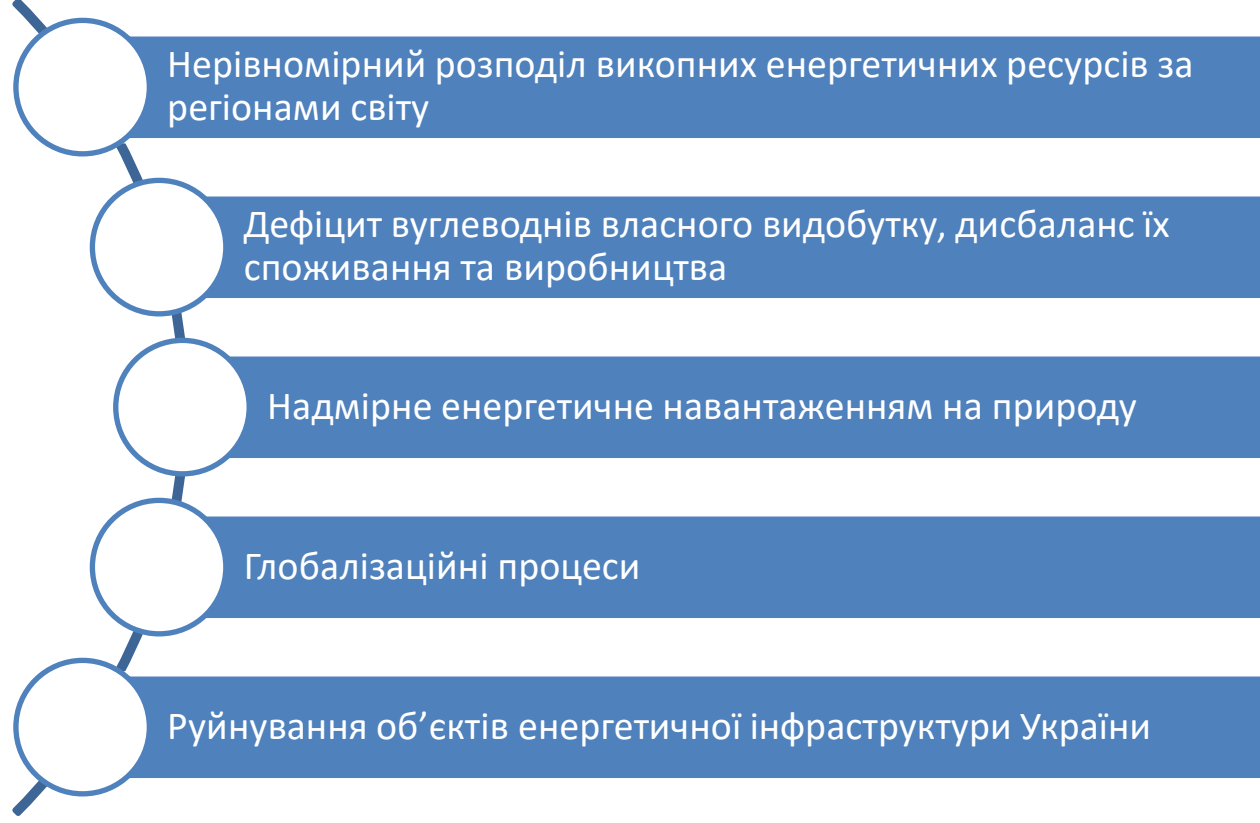 Нерівномірний розподіл викопних енергетичних ресурсів за
регіонами світу
Дефіцит вуглеводнів власного видобутку, дисбаланс їх
споживання та виробництва
Надмірне енергетичне навантаженням на природу
Глобалізаційні процеси
Руйнування об’єктів енергетичної інфраструктури України